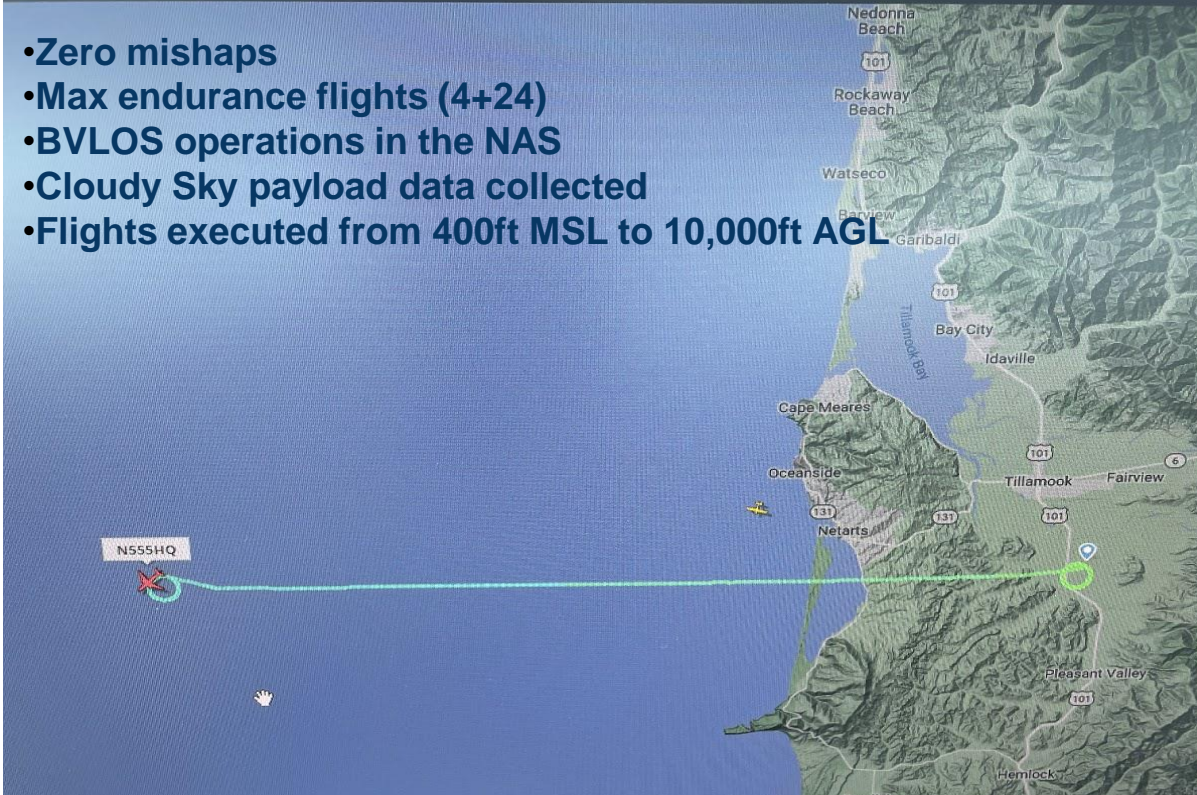 •Zero mishaps
•Max endurance flights (4+24)
•BVLOS operations in the NAS
•Cloudy Sky payload data collected
•Flights executed from 400ft MSL to 10,000ft AGL
Nedonna
Beach
101
Rockaway
Beach
Watseco
Barview
Garibaldi
101
Tillamook Bay
Bay City
Idaville
Cape Meares
101
6
Oceanside
Tillamook
Fairview
131
131
101
Netarts
N555HQ
Pleasant Valley
101
Hemlock